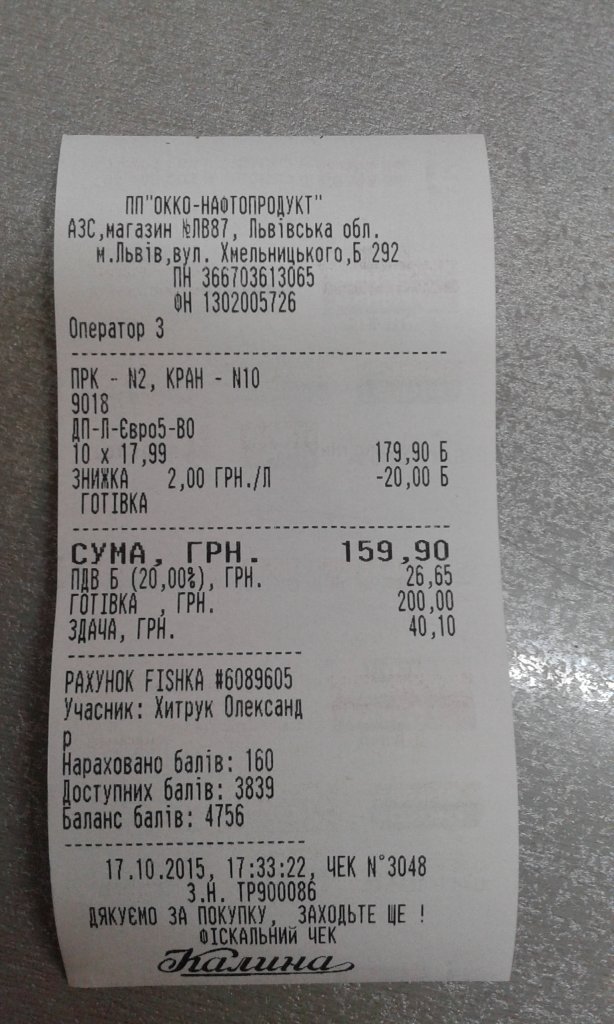 ПП"ОККО-НАФТОПРОДУКТ"
АЗС,магазин №ЛВ87, Львівська обл.
м.Львів,вул. Хмельницького,Б 292
ПН 366703613065
ФН 1302005726
Оператор 3
ПРК - N2, КРАН - N10
9018
ДП-Л-Євро5-В0
10 x 17,99 179,90 Б
ЗНИЖКА 2,00 ГРН./Л -20,00 Б
ГОТІВКА
СУМА, ГРН. 159,90
ПДВ Б (20,00%), ГРН. 26,65
ГОТІВКА , ГРН. 200,00
ЗДАЧА, ГРН. 40,10
РАХУНОК FISHKA #6089605
Учасник: Хитрук Олександ
р
Нараховано балів: 160
Доступних балів: 3839
Баланс балів: 4756
17.10.2015, 17:33:22, ЧЕК N°3048
З.Н. ТР900086
ДЯКУЄМО ЗА ПОКУПКУ, ЗАХОДЬТЕ ЩЕ !
ФІСКАЛЬНИЙ ЧЕК
Калина